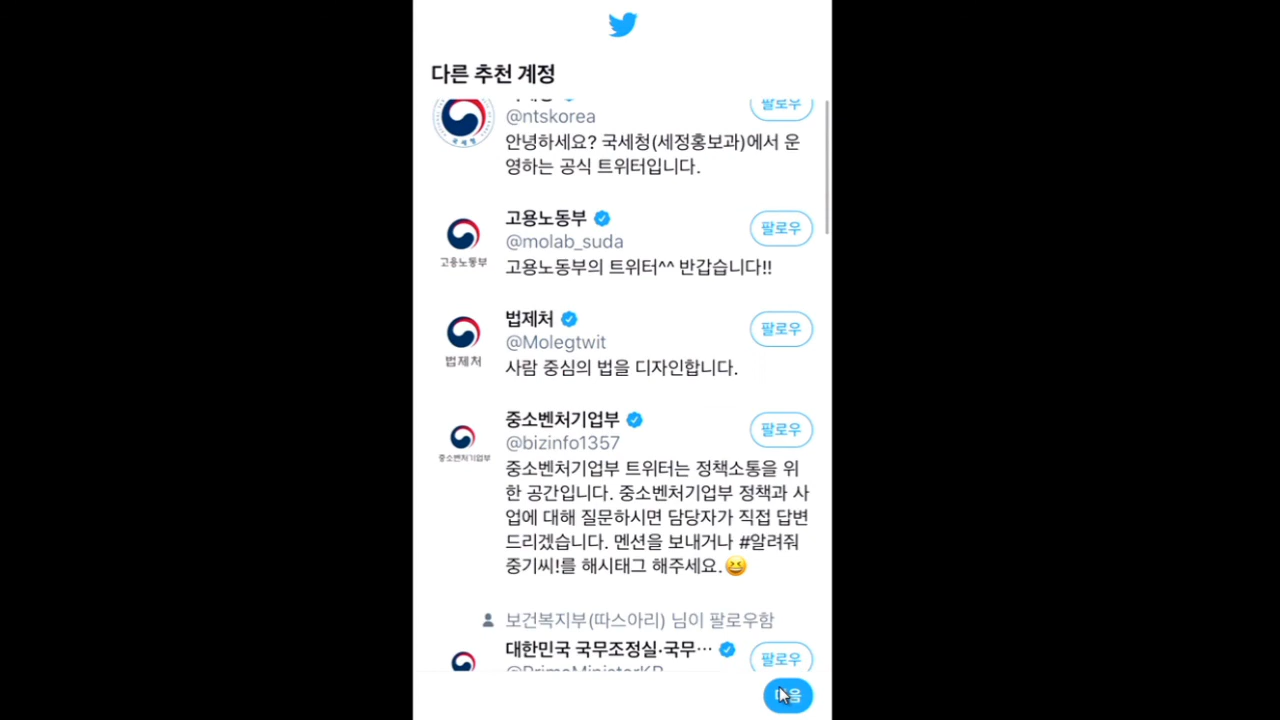 다른 추천 계정
팔로우
@ntskorea
국세청
안녕하세요? 국세청(세정홍보과)에서 운
영하는 공식 트위터입니다.
고용노동부
팔로우
@molab_suda
고용노동부
고용노동부의 트위터^^ 반갑습니다!!
법제처
팔로우
@Molegtwit
법제처
사람 중심의 법을 디자인합니다.
중소벤처기업부
팔로우
@bizinfo1357
중소벤처기업부
중소벤처기업부 트위터는 정책소통을 위
한 공간입니다. 중소벤처기업부 정책과 사
업에 대해 질문하시면 담당자가 직접 답변
드리겠습니다. 멘션을 보내거나 #알려줘
중기씨!를 해시태그 해주세요.😆
보건복지부(따스아리) 님이 팔로우함
대한민국 국무조정실·국무…
팔로우
@PrimeMinisterKR
다음